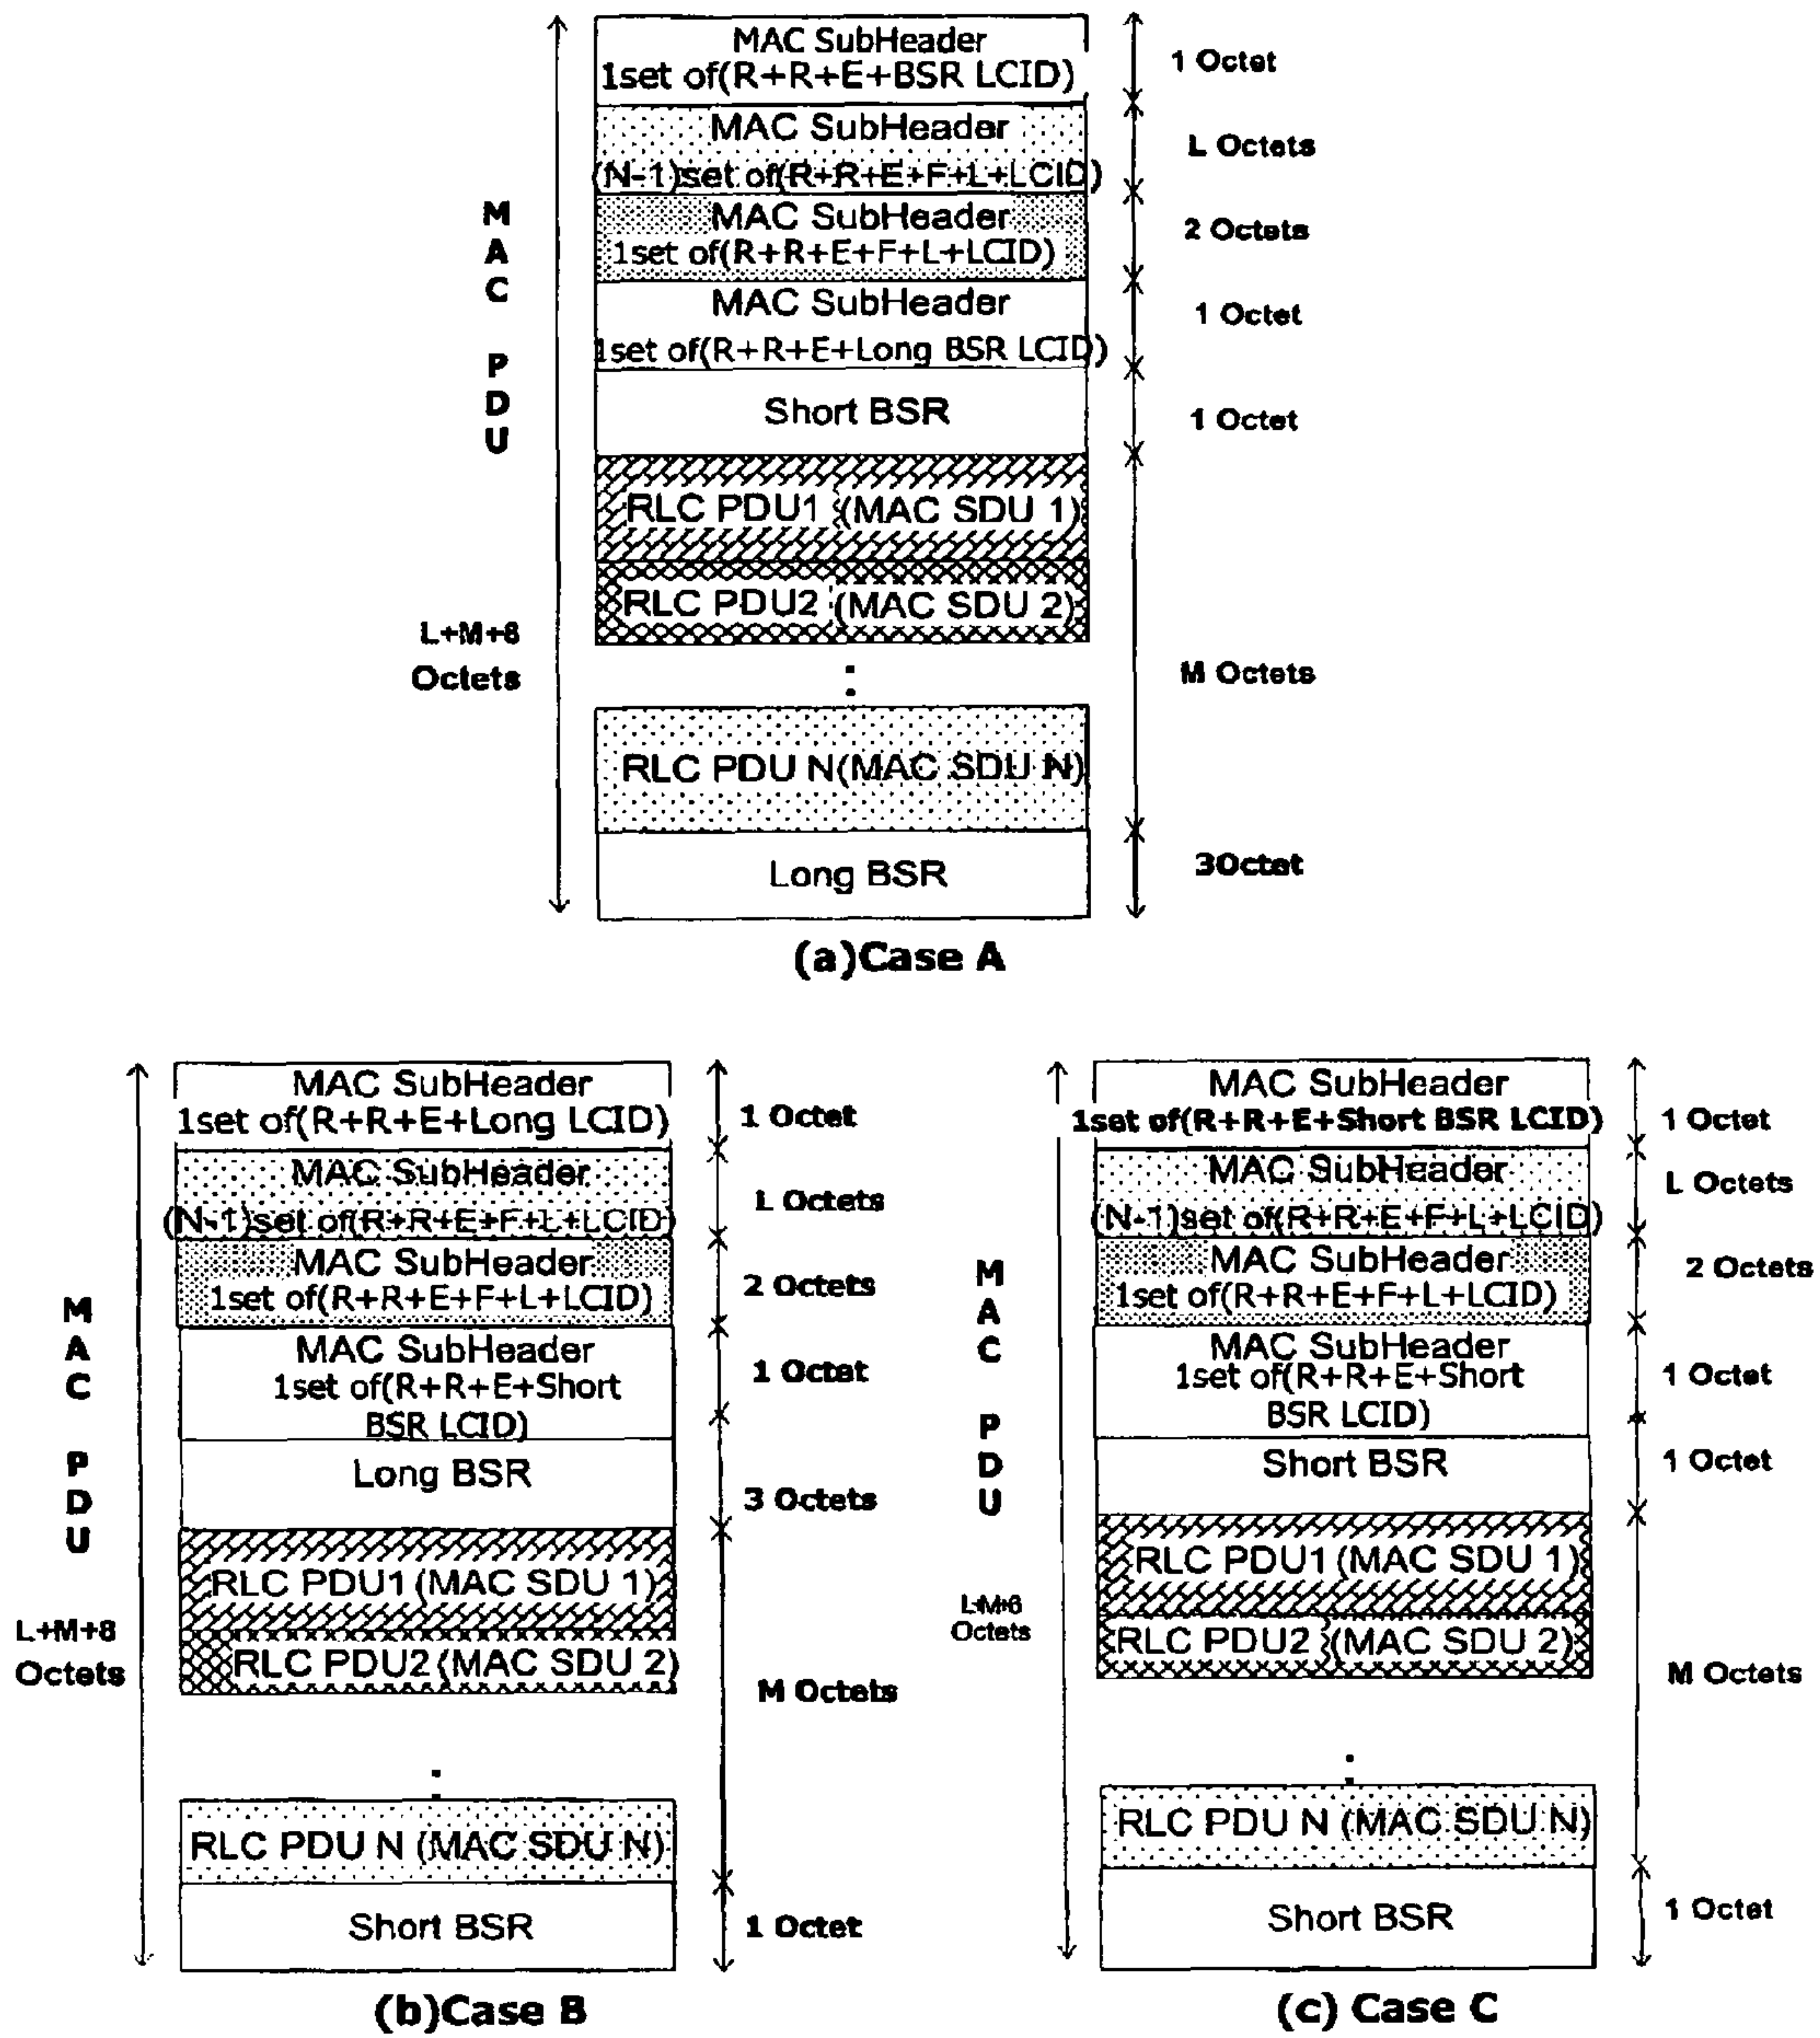 MAC SubHeader
1set of(R+R+E+BSR LCID)
1 Octet
MAC SubHeader
(N-1)set of(R+R+E+F+L+LCID)
L Octets
MAC SubHeader
1set of(R+R+E+F+L+LCID)
2 Octets
MAC SubHeader
1set of(R+R+E+Long BSR LCID)
1 Octet
Short BSR
1 Octet
MAC PDU
RLC PDU1 (MAC SDU 1)
RLC PDU2 (MAC SDU 2)
L+M+8
Octets
:
M Octets
RLC PDU N(MAC SDU N)
Long BSR
3Octet
(a)Case A
MAC SubHeader
1set of(R+R+E+Long LCID)
1 Octet
MAC SubHeader
(N-1)set of(R+R+E+F+L+LCID)
L Octets
MAC SubHeader
1set of(R+R+E+F+L+LCID)
2 Octets
MAC SubHeader
1set of(R+R+E+Short
BSR LCID)
1 Octet
Long BSR
3 Octets
MAC PDU
RLC PDU1 (MAC SDU 1)
RLC PDU2 (MAC SDU 2)
L+M+8
Octets
M Octets
:
RLC PDU N (MAC SDU N)
Short BSR
1 Octet
(b)Case B
MAC SubHeader
1set of(R+R+E+Short BSR LCID)
1 Octet
MAC SubHeader
(N-1)set of(R+R+E+F+L+LCID)
L Octets
MAC SubHeader
1set of(R+R+E+F+L+LCID)
2 Octets
MAC SubHeader
1set of(R+R+E+Short
BSR LCID)
1 Octet
Short BSR
1 Octet
MAC PDU
RLC PDU1 (MAC SDU 1)
RLC PDU2 (MAC SDU 2)
L+M+6
Octets
M Octets
:
RLC PDU N (MAC SDU N)
Short BSR
1 Octet
(c) Case C